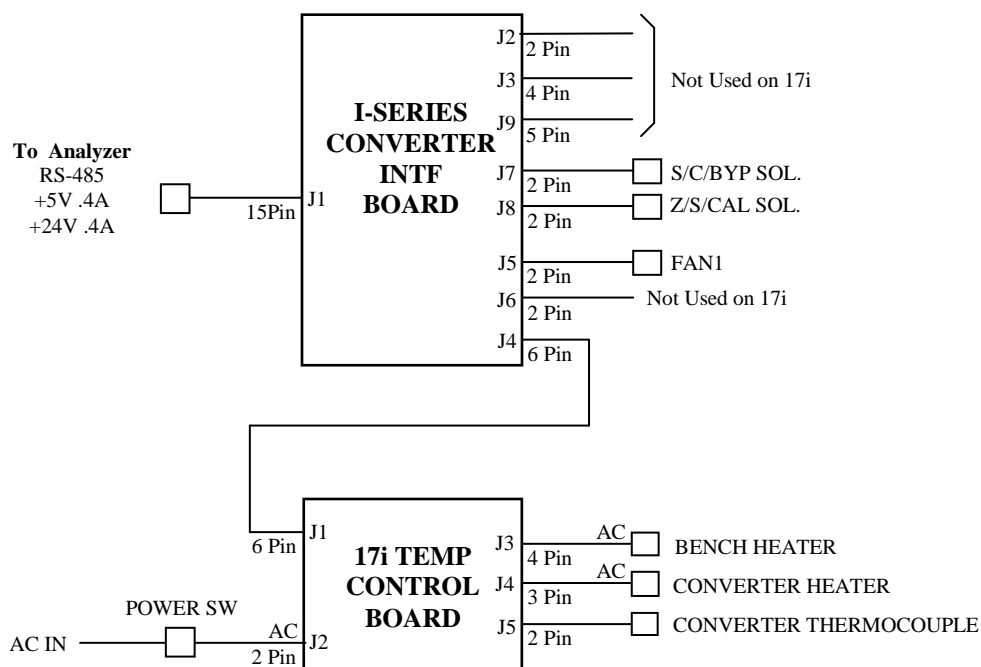 J2
2 Pin
J3
4 Pin
Not Used on 17i
J9
5 Pin
I-SERIES
CONVERTER
INTF
BOARD
To Analyzer
RS-485
+5V .4A
+24V .4A
15Pin
J1
J7
2 Pin
S/C/BYP SOL.
J8
2 Pin
Z/S/CAL SOL.
J5
2 Pin
FAN1
J6
2 Pin
Not Used on 17i
J4
6 Pin
J1
6 Pin
17i TEMP
CONTROL
BOARD
J3
AC
4 Pin
BENCH HEATER
J4
AC
3 Pin
CONVERTER HEATER
J5
2 Pin
CONVERTER THERMOCOUPLE
POWER SW
AC IN
AC
J2
2 Pin